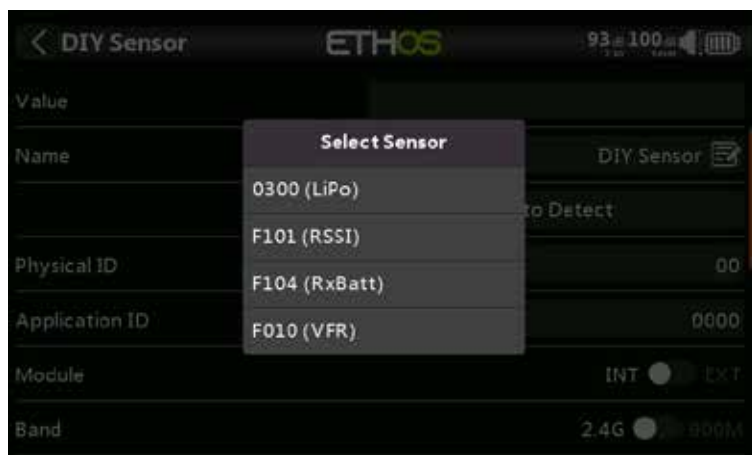 < DIY Sensor ETHOS 93 100
Value
Select Sensor
Name DIY Sensor
0300 (LiPo)
to Detect
F101 (RSSI)
Physical ID 00
F104 (RxBatt)
Application ID 0000
F010 (VFR)
Module INT EXT
Band 2.4G 900M